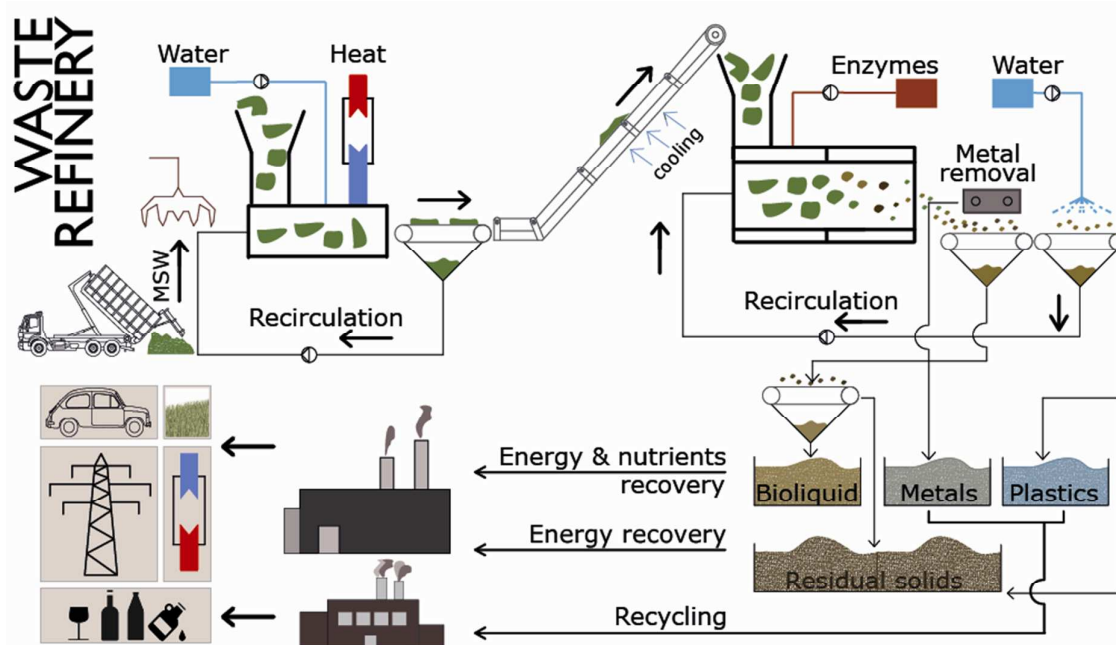 WASTE
REFINERY
Water
Heat
cooling
Enzymes
Water
Metal
removal
MSW
Recirculation
Recirculation
Energy & nutrients
recovery
Bioliquid
Metals
Plastics
Energy recovery
Residual solids
Recycling